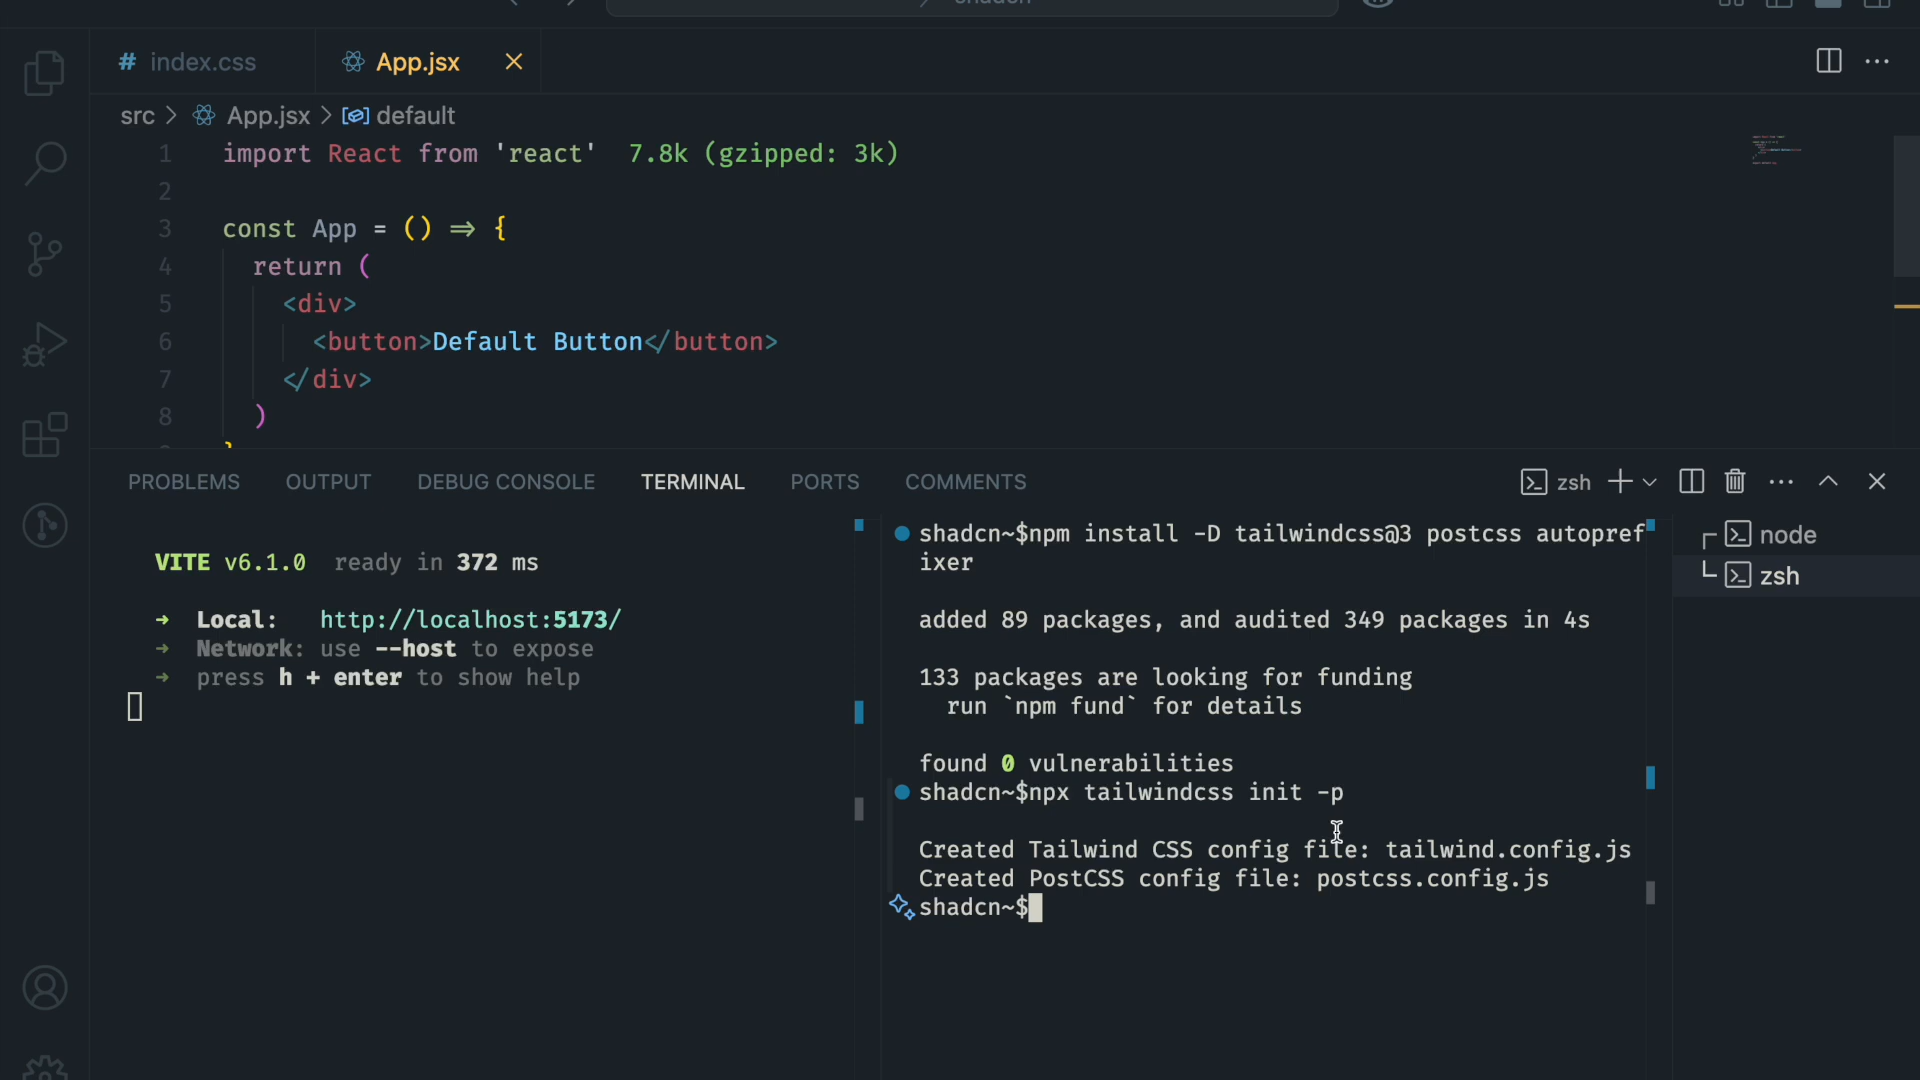 shadcn
# index.css
App.jsx
src > App.jsx > default
1 import React from 'react' 7.8k (gzipped: 3k)
2
3 const App = () => {
4 return (
5 <div>
6 <button>Default Button</button>
7 </div>
8 )
PROBLEMS OUTPUT DEBUG CONSOLE TERMINAL PORTS COMMENTS
zsh
VITE v6.1.0 ready in 372 ms
➜ Local: http://localhost:5173/
➜ Network: use --host to expose
➜ press h + enter to show help
shadcn~$npm install -D tailwindcss@3 postcss autopref
ixer
added 89 packages, and audited 349 packages in 4s
133 packages are looking for funding
run `npm fund` for details
found 0 vulnerabilities
shadcn~$npx tailwindcss init -p
Created Tailwind CSS config file: tailwind.config.js
Created PostCSS config file: postcss.config.js
shadcn~$
node
zsh